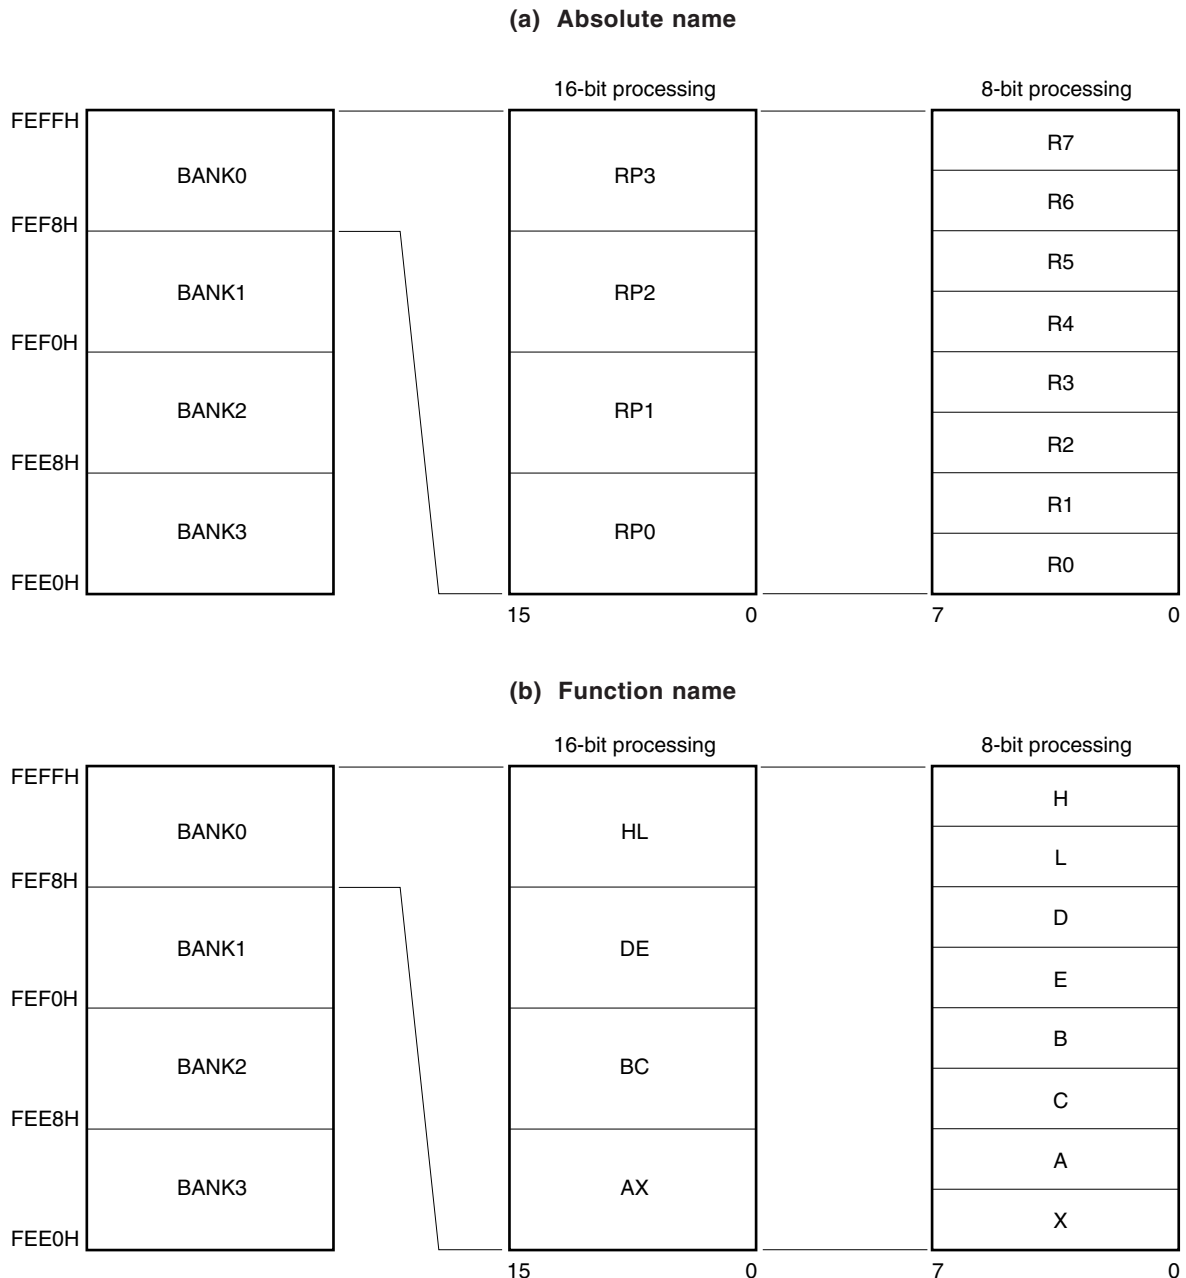 (a) Absolute name
16-bit processing
8-bit processing
FEFFH
BANK0
RP3
R7
R6
FEF8H
BANK1
RP2
R5
R4
FEF0H
BANK2
RP1
R3
R2
FEE8H
BANK3
RP0
R1
R0
FEE0H
15 0
7 0
(b) Function name
16-bit processing
8-bit processing
FEFFH
BANK0
HL
H
L
FEF8H
BANK1
DE
D
E
FEF0H
BANK2
BC
B
C
FEE8H
BANK3
AX
A
X
FEE0H
15 0
7 0